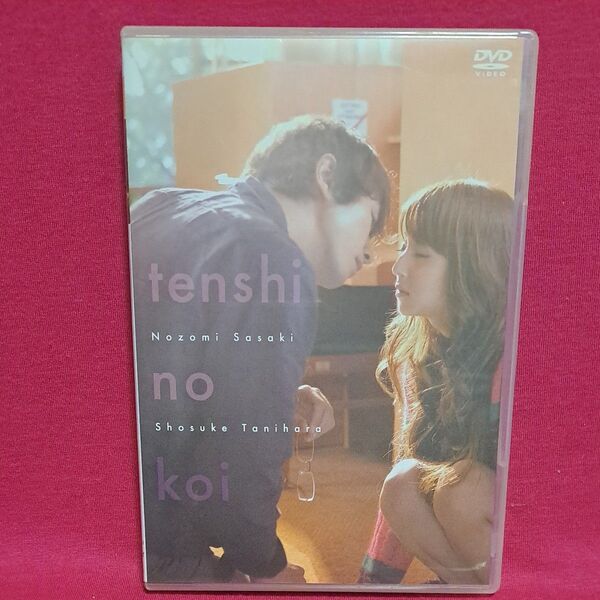 DVD
VIDEO
tenshi
Nozomi Sasaki
no
Shosuke Tanihara
koi